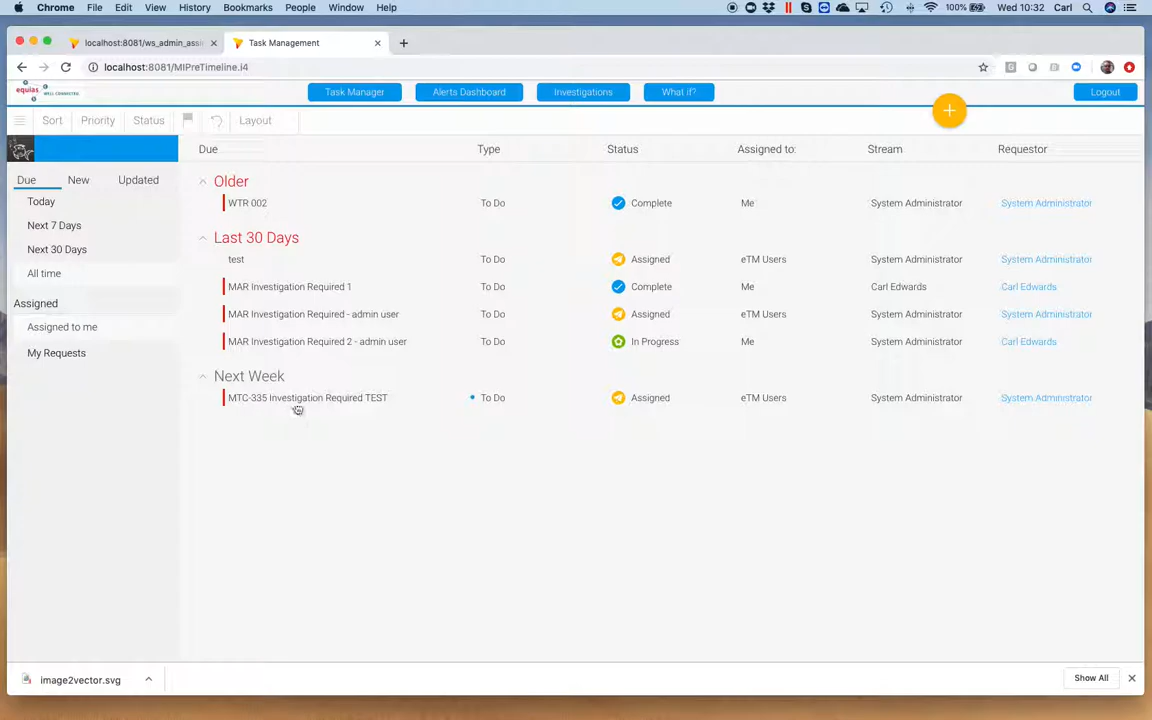 Chrome File Edit View History Bookmarks People Window Help 100% Wed 10:32 Carl
localhost:8081/ws_admin_assi Task Management
localhost:8081/MIPreTimeline.i4
equias WELL CONNECTED Task Manager Alerts Dashboard Investigations What if? Logout
Sort Priority Status Layout +
Due Type Status Assigned to: Stream Requestor
Due New Updated
Today
Next 7 Days
Next 30 Days
All time
Assigned
Assigned to me
My Requests
Older
WTR 002 To Do Complete Me System Administrator System Administrator
Last 30 Days
test To Do Assigned eTM Users System Administrator System Administrator
MAR Investigation Required 1 To Do Complete Me Carl Edwards Carl Edwards
MAR Investigation Required - admin user To Do Assigned eTM Users System Administrator System Administrator
MAR Investigation Required 2 - admin user To Do In Progress Me System Administrator Carl Edwards
Next Week
MTC-335 Investigation Required TEST To Do Assigned eTM Users System Administrator System Administrator
image2vector.svg Show All